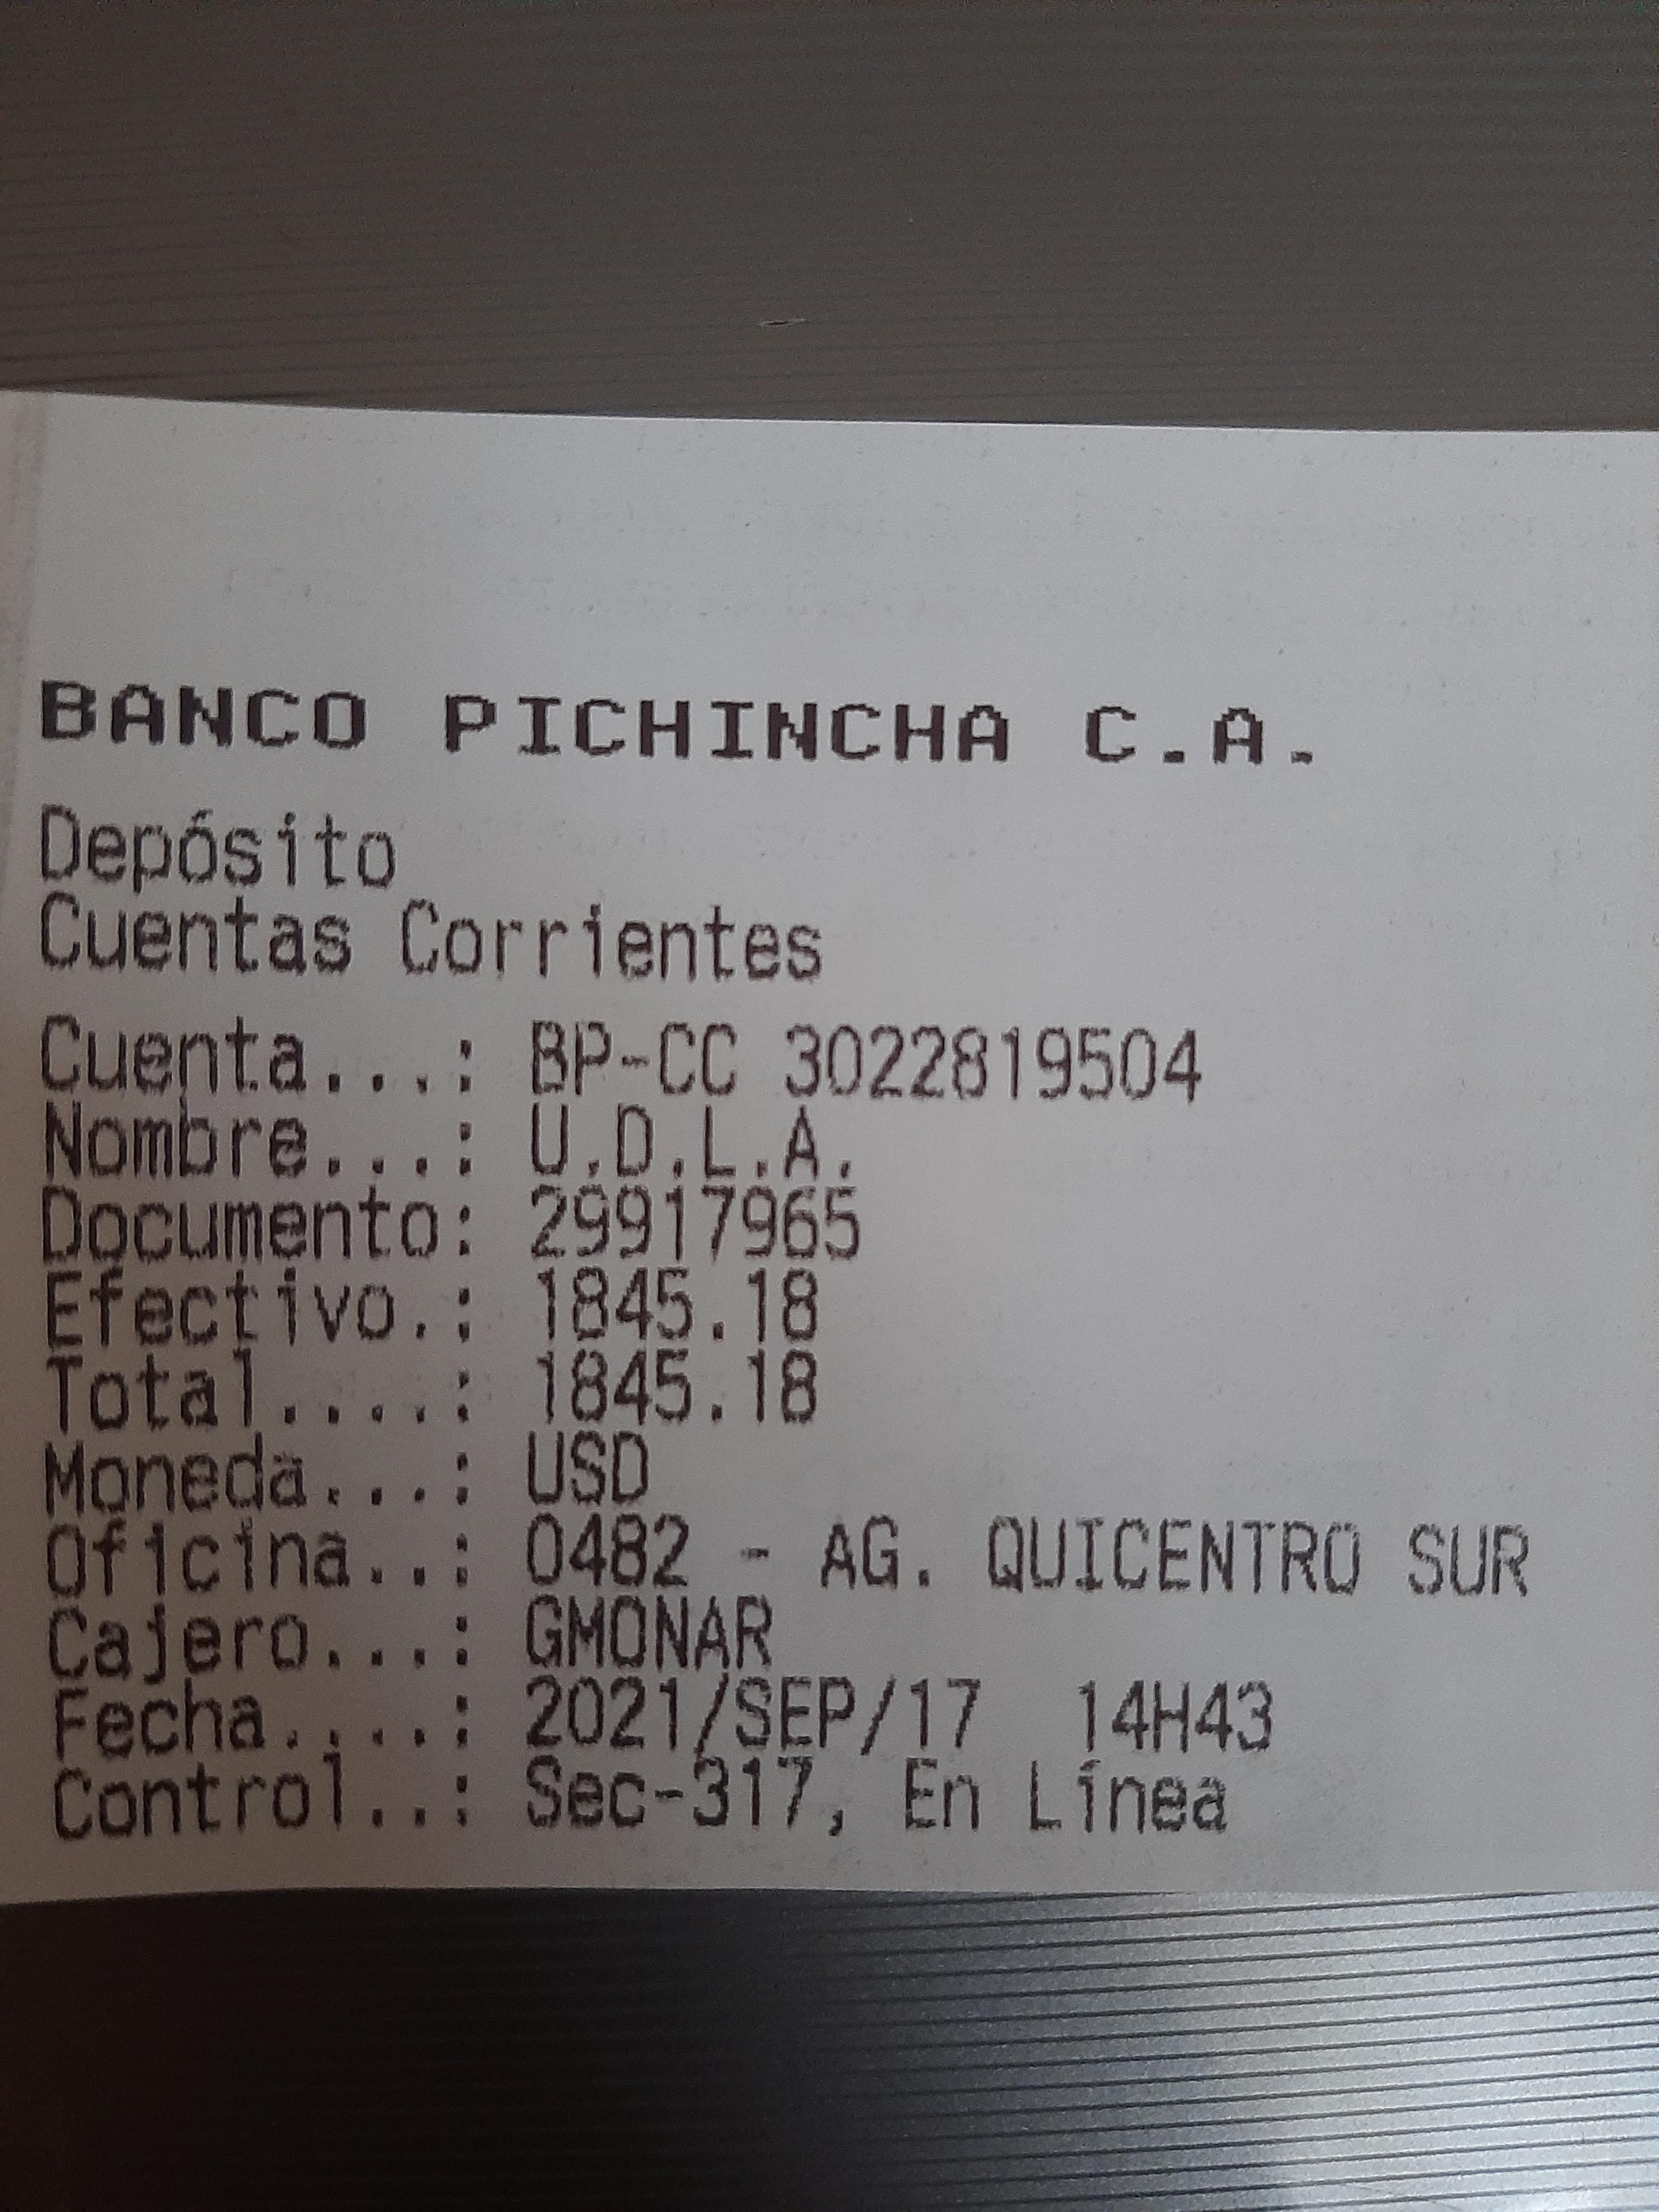 BANCO PICHINCHA C.A.
Depósito
Cuentas Corrientes
Cuenta...: BP-CC 3022819504
Nombre...: U.D.L.A.
Documento: 29917965
Efectivo.: 1845.18
Total....: 1845.18
Moneda...: USD
Oficina..: 0482 - AG. QUICENTRO SUR
Cajero...: GMONAR
Fecha....: 2021/SEP/17 14H43
Control..: Sec-317, En Línea